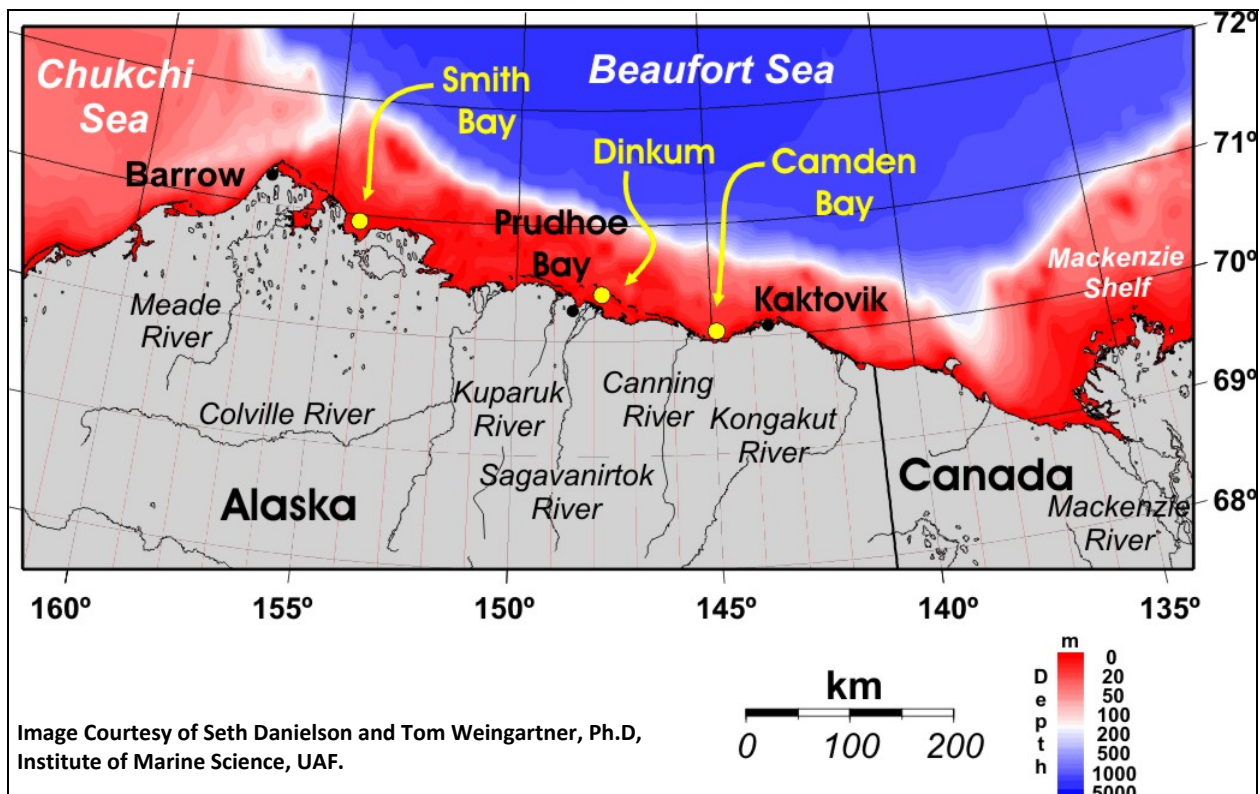 72º
71º
70º
69º
68º
Chukchi
Sea
Beaufort Sea
Smith
Bay
Dinkum
Camden
Bay
Barrow
Prudhoe
Bay
Kaktovik
Mackenzie
Shelf
Meade
River
Colville River
Kuparuk
River
Sagavanirtok
River
Canning
River
Kongakut
River
Alaska
Canada
Mackenzie
River
160º 155º 150º 145º 140º 135º
km
0 100 200
m
Depth
0
20
50
100
200
500
1000
5000
Image Courtesy of Seth Danielson and Tom Weingartner, Ph.D,
Institute of Marine Science, UAF.